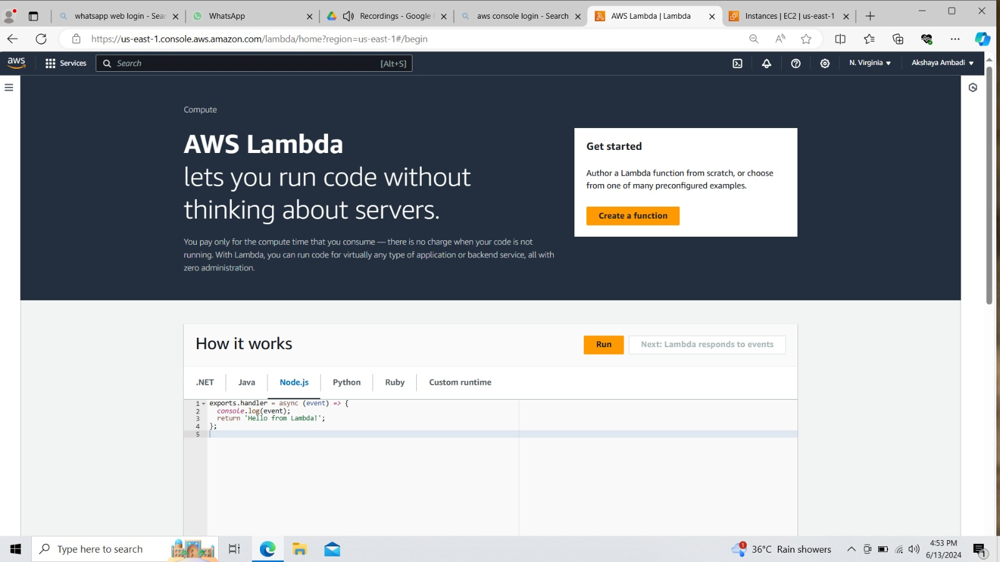 whatsapp web login - Sear
WhatsApp
Recordings - Google
aws console login - Search
AWS Lambda | Lambda
Instances | EC2 | us-east-1
https://us-east-1.console.aws.amazon.com/lambda/home?region=us-east-1#/begin
aws
Services
Search
[Alt+S]
N. Virginia
Akshaya Ambadi
Compute
AWS Lambda
lets you run code without
thinking about servers.
You pay only for the compute time that you consume — there is no charge when your code is not
running. With Lambda, you can run code for virtually any type of application or backend service, all with
zero administration.
Get started
Author a Lambda function from scratch, or choose
from one of many preconfigured examples.
Create a function
How it works
Run
Next: Lambda responds to events
.NET
Java
Node.js
Python
Ruby
Custom runtime
1 exports.handler = async (event) => {
2 console.log(event);
3 return 'Hello from Lambda!';
4 };
5
Type here to search
1
36°C Rain showers
4:53 PM
6/13/2024
1